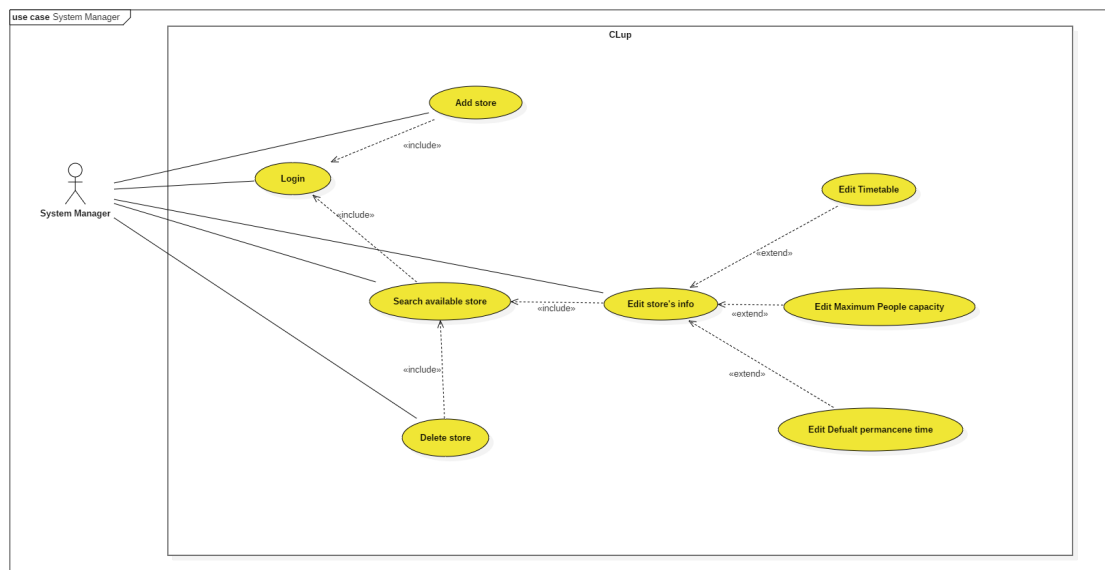 use case System Manager
CLup
Add store
«include»
Login
Edit Timetable
System Manager
«include»
«extend»
Search available store
«include»
Edit store's info
«extend»
Edit Maximum People capacity
«include»
«extend»
Delete store
Edit Defualt permancene time